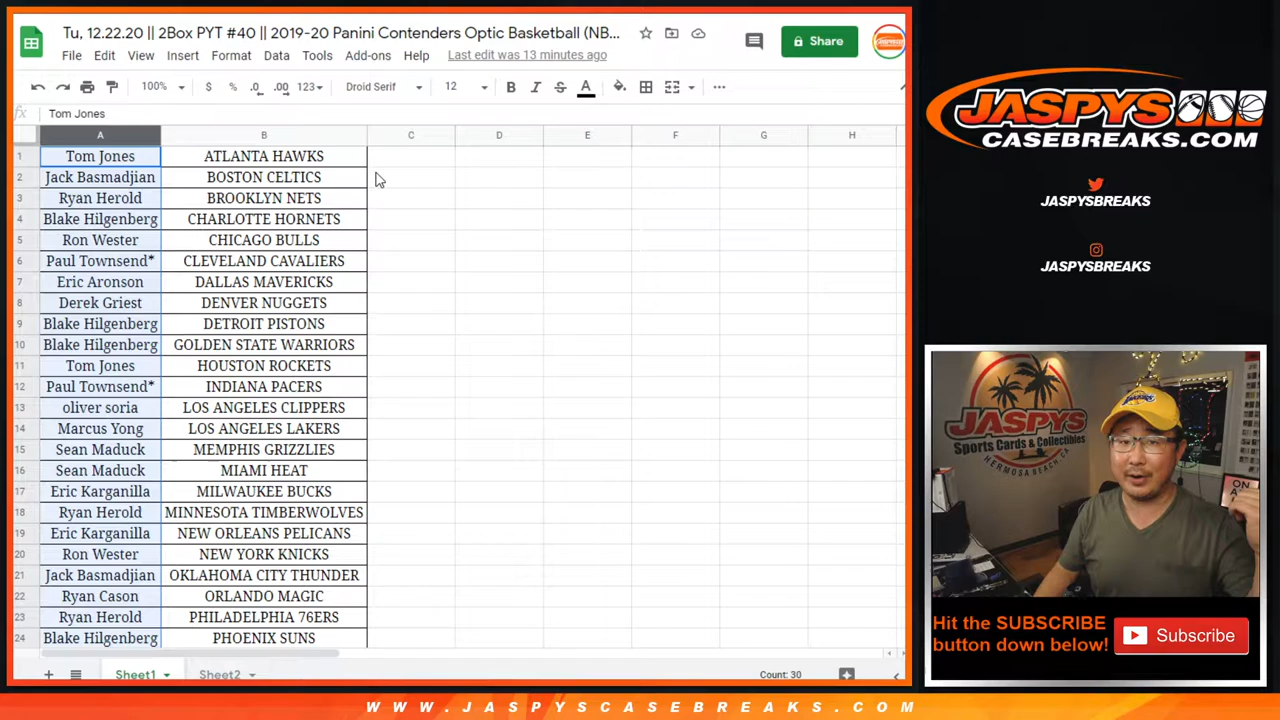 Tu, 12.22.20 || 2Box PYT #40 || 2019-20 Panini Contenders Optic Basketball (NB...
Share
File Edit View Insert Format Data Tools Add-ons Help Last edit was 13 minutes ago
100% $ % .0 .00 123 Droid Serif 12 B I S A
fx Tom Jones
A B C D E F G H
1 Tom Jones ATLANTA HAWKS
2 Jack Basmadjian BOSTON CELTICS
3 Ryan Herold BROOKLYN NETS
4 Blake Hilgenberg CHARLOTTE HORNETS
5 Ron Wester CHICAGO BULLS
6 Paul Townsend* CLEVELAND CAVALIERS
7 Eric Aronson DALLAS MAVERICKS
8 Derek Griest DENVER NUGGETS
9 Blake Hilgenberg DETROIT PISTONS
10 Blake Hilgenberg GOLDEN STATE WARRIORS
11 Tom Jones HOUSTON ROCKETS
12 Paul Townsend* INDIANA PACERS
13 oliver soria LOS ANGELES CLIPPERS
14 Marcus Yong LOS ANGELES LAKERS
15 Sean Maduck MEMPHIS GRIZZLIES
16 Sean Maduck MIAMI HEAT
17 Eric Karganilla MILWAUKEE BUCKS
18 Ryan Herold MINNESOTA TIMBERWOLVES
19 Eric Karganilla NEW ORLEANS PELICANS
20 Ron Wester NEW YORK KNICKS
21 Jack Basmadjian OKLAHOMA CITY THUNDER
22 Ryan Cason ORLANDO MAGIC
23 Ryan Herold PHILADELPHIA 76ERS
24 Blake Hilgenberg PHOENIX SUNS
Sheet1 Sheet2 Count: 30
JASPYS
CASEBREAKS.COM
JASPYSBREAKS
JASPYSBREAKS
JASPYS
Sports Cards & Collectibles
HERMOSA BEACH, CA
Hit the SUBSCRIBE
button down below!
Subscribe
WWW.JASPYSCASEBREAKS.COM